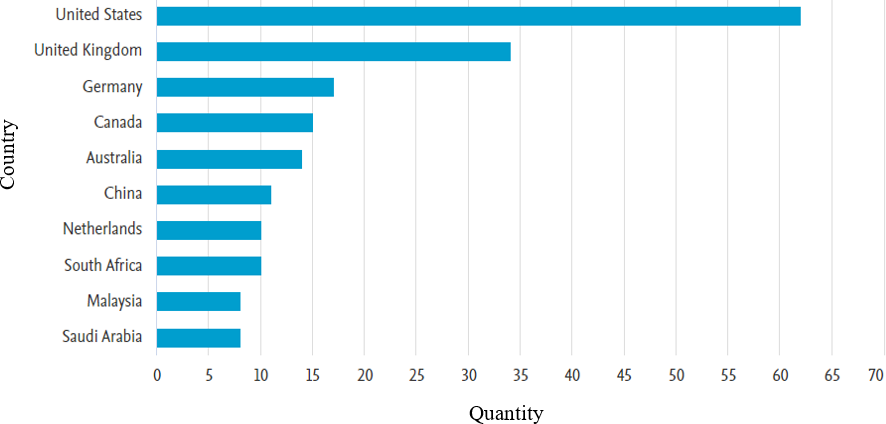 United States
United Kingdom
Germany
Canada
Australia
China
Netherlands
South Africa
Malaysia
Saudi Arabia
Country
0 5 10 15 20 25 30 35 40 45 50 55 60 65 70
Quantity